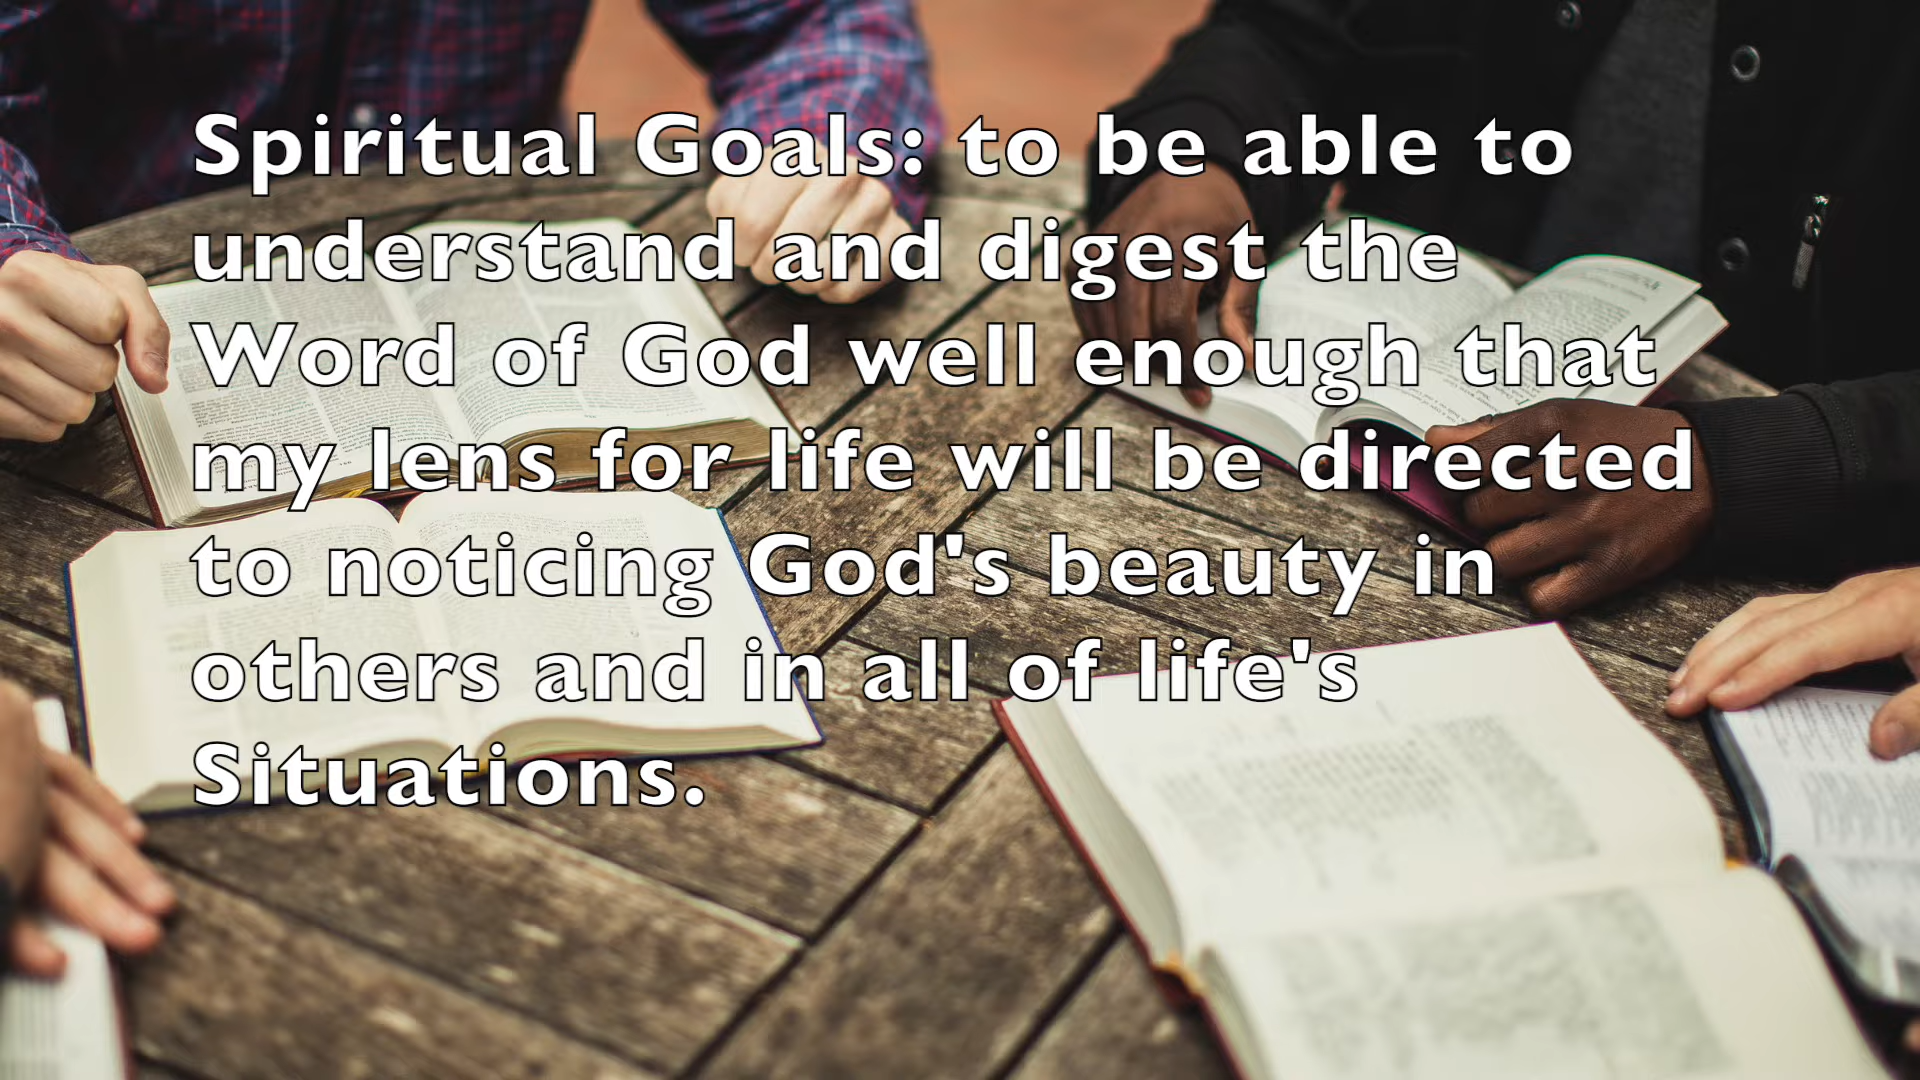 Spiritual Goals: to be able to
understand and digest the
Word of God well enough that
my lens for life will be directed
to noticing God's beauty in
others and in all of life's
Situations.